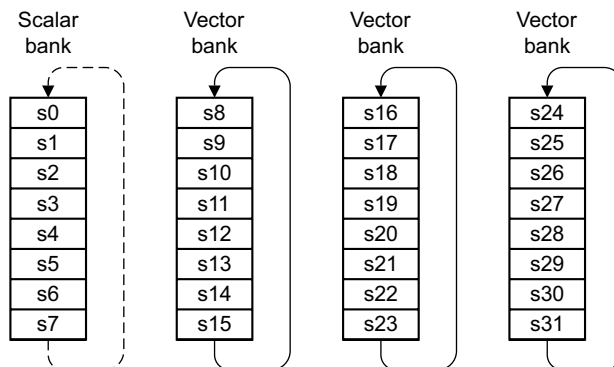 Scalar
bank
s0
s1
s2
s3
s4
s5
s6
s7
Vector
bank
s8
s9
s10
s11
s12
s13
s14
s15
Vector
bank
s16
s17
s18
s19
s20
s21
s22
s23
Vector
bank
s24
s25
s26
s27
s28
s29
s30
s31